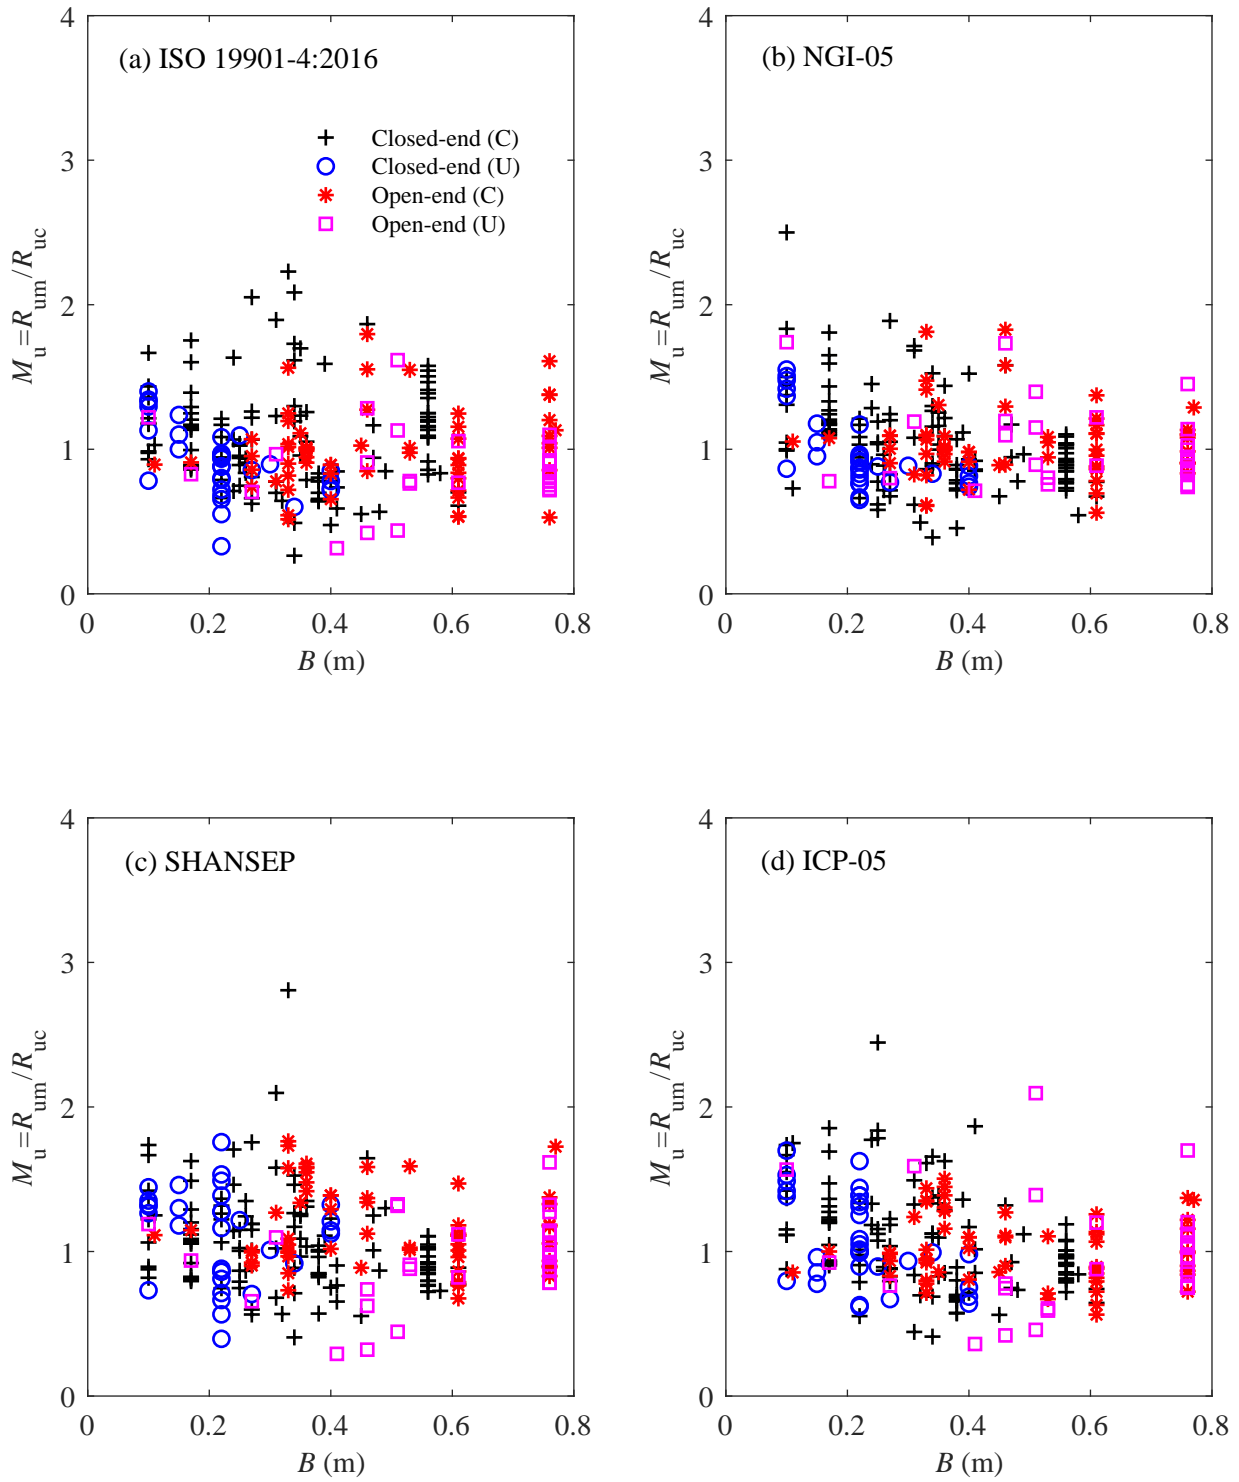 (a) ISO 19901-4:2016
Closed-end (C)
Closed-end (U)
Open-end (C)
Open-end (U)
4
3
2
1
0
0
0.2
0.4
0.6
0.8
B (m)
Mu=Rum/Ruc
(b) NGI-05
4
3
2
1
0
0
0.2
0.4
0.6
0.8
B (m)
Mu=Rum/Ruc
(c) SHANSEP
4
3
2
1
0
0
0.2
0.4
0.6
0.8
B (m)
Mu=Rum/Ruc
(d) ICP-05
4
3
2
1
0
0
0.2
0.4
0.6
0.8
B (m)
Mu=Rum/Ruc